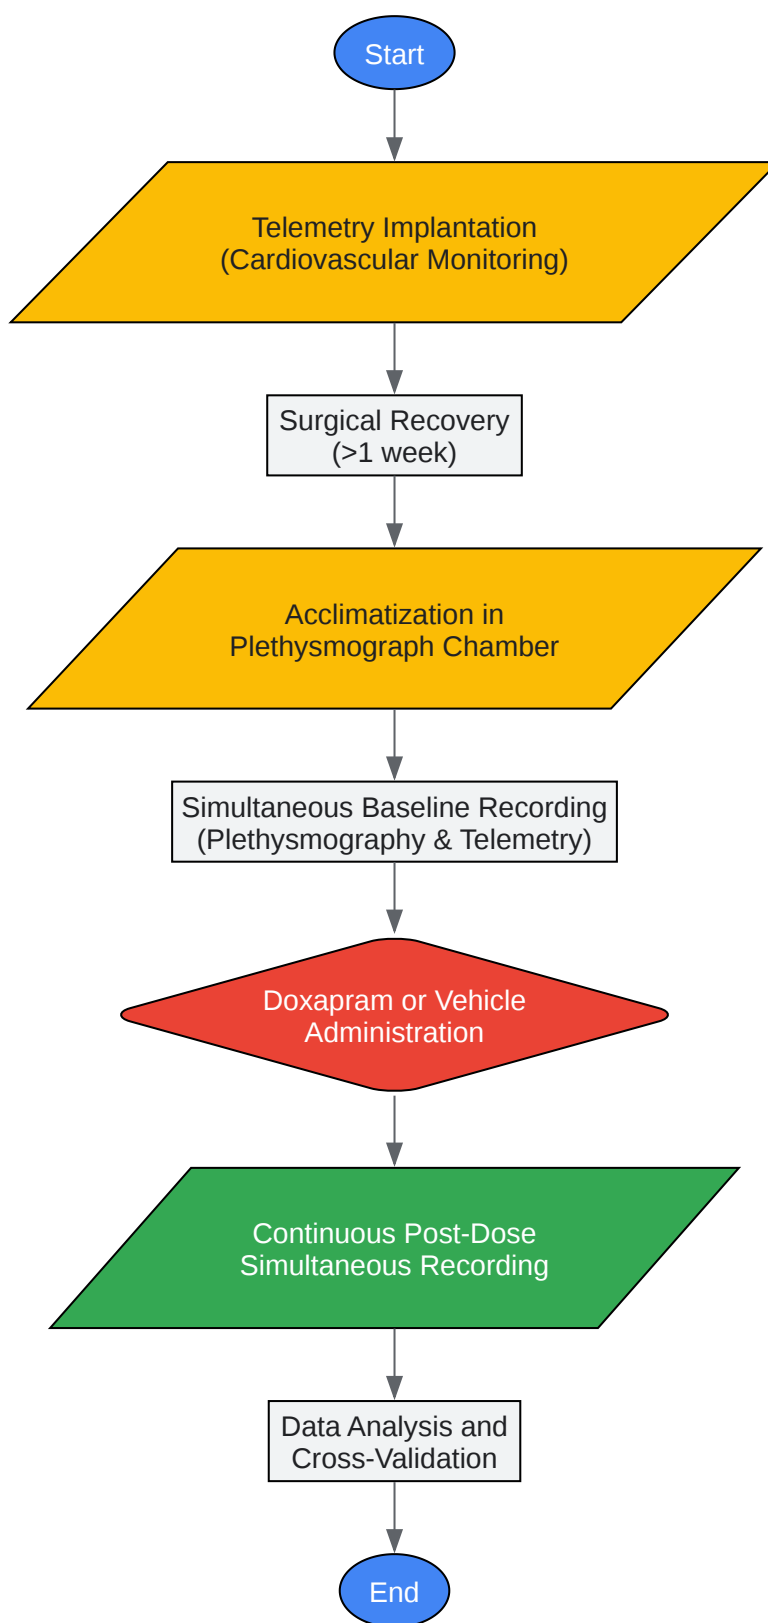 Start
Telemetry Implantation
(Cardiovascular Monitoring)
Surgical Recovery
(>1 week)
Acclimatization in
Plethysmograph Chamber
Simultaneous Baseline Recording
(Plethysmography & Telemetry)
Doxapram or Vehicle
Administration
Continuous Post-Dose
Simultaneous Recording
Data Analysis and
Cross-Validation
End